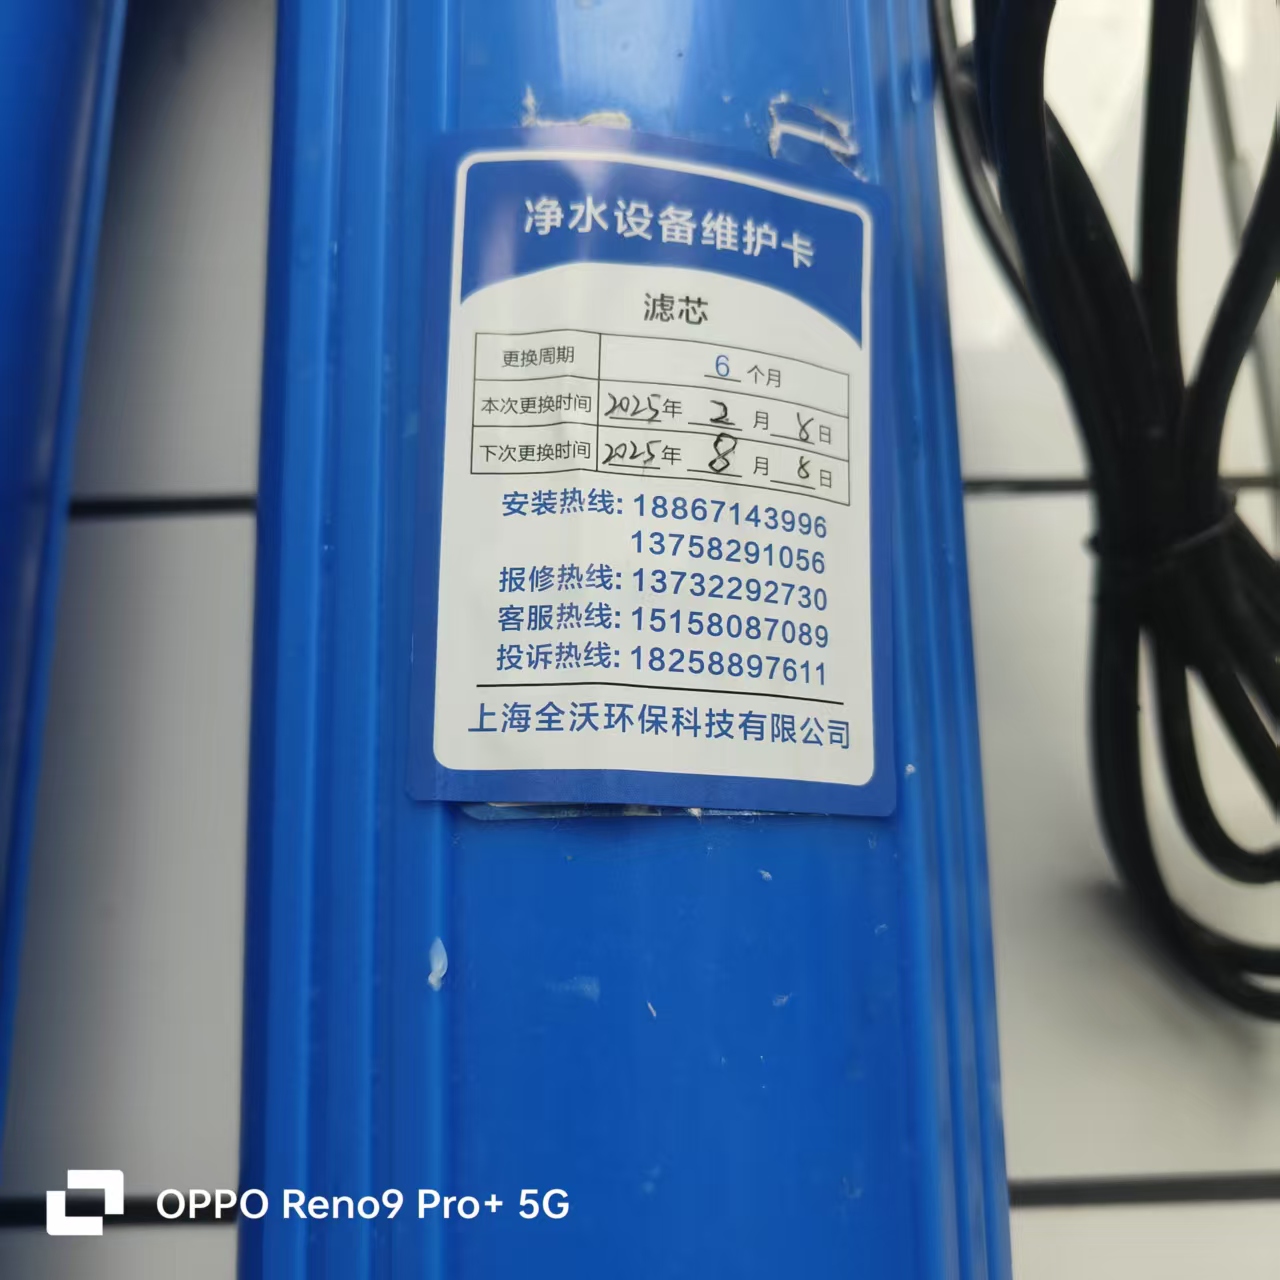 净水设备维护卡
滤芯
更换周期 6 个月
本次更换时间 2025年 2 月 8 日
下次更换时间 2025年 8 月 8 日
安装热线: 18867143996
13758291056
报修热线: 13732292730
客服热线: 15158087089
投诉热线: 18258897611
上海全沃环保科技有限公司
OPPO Reno9 Pro+ 5G